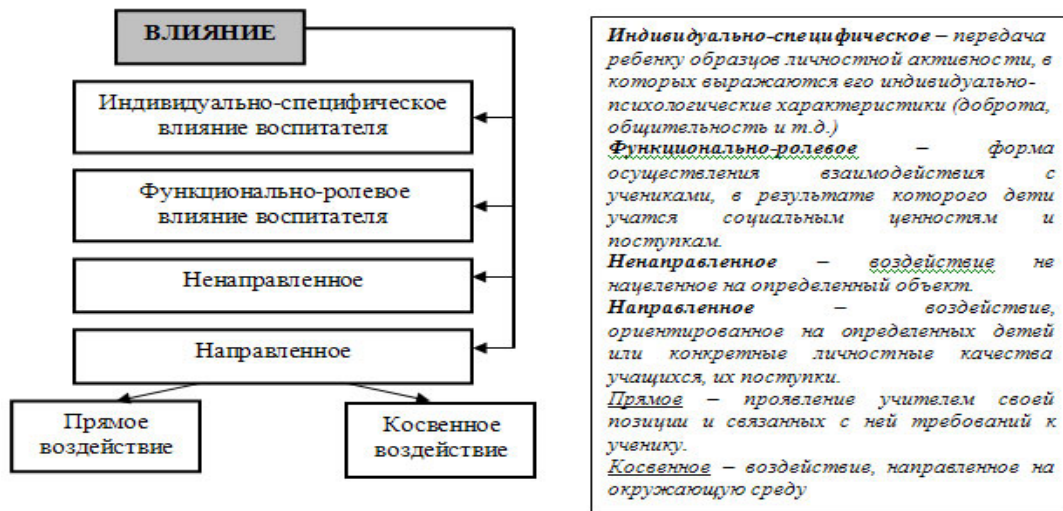 ВЛИЯНИЕ
Индивидуально-специфическое
влияние воспитателя
Функционально-ролевое
влияние воспитателя
Ненаправленное
Направленное
Прямое
воздействие
Косвенное
воздействие
Индивидуально-специфическое – передача
ребенку образцов личностной активности, в
которых выражаются его индивидуально-
психологические характеристики (доброта,
общительность и т.д.)
Функционально-ролевое – форма
осуществления взаимодействия с
учениками, в результате которого дети
учатся социальным ценностям и
поступкам.
Ненаправленное – воздействие не
нацеленное на определенный объект.
Направленное – воздействие,
ориентированное на определенных детей
или конкретные личностные качества
учащихся, их поступки.
Прямое – проявление учителем своей
позиции и связанных с ней требований к
ученику.
Косвенное – воздействие, направленное на
окружающую среду